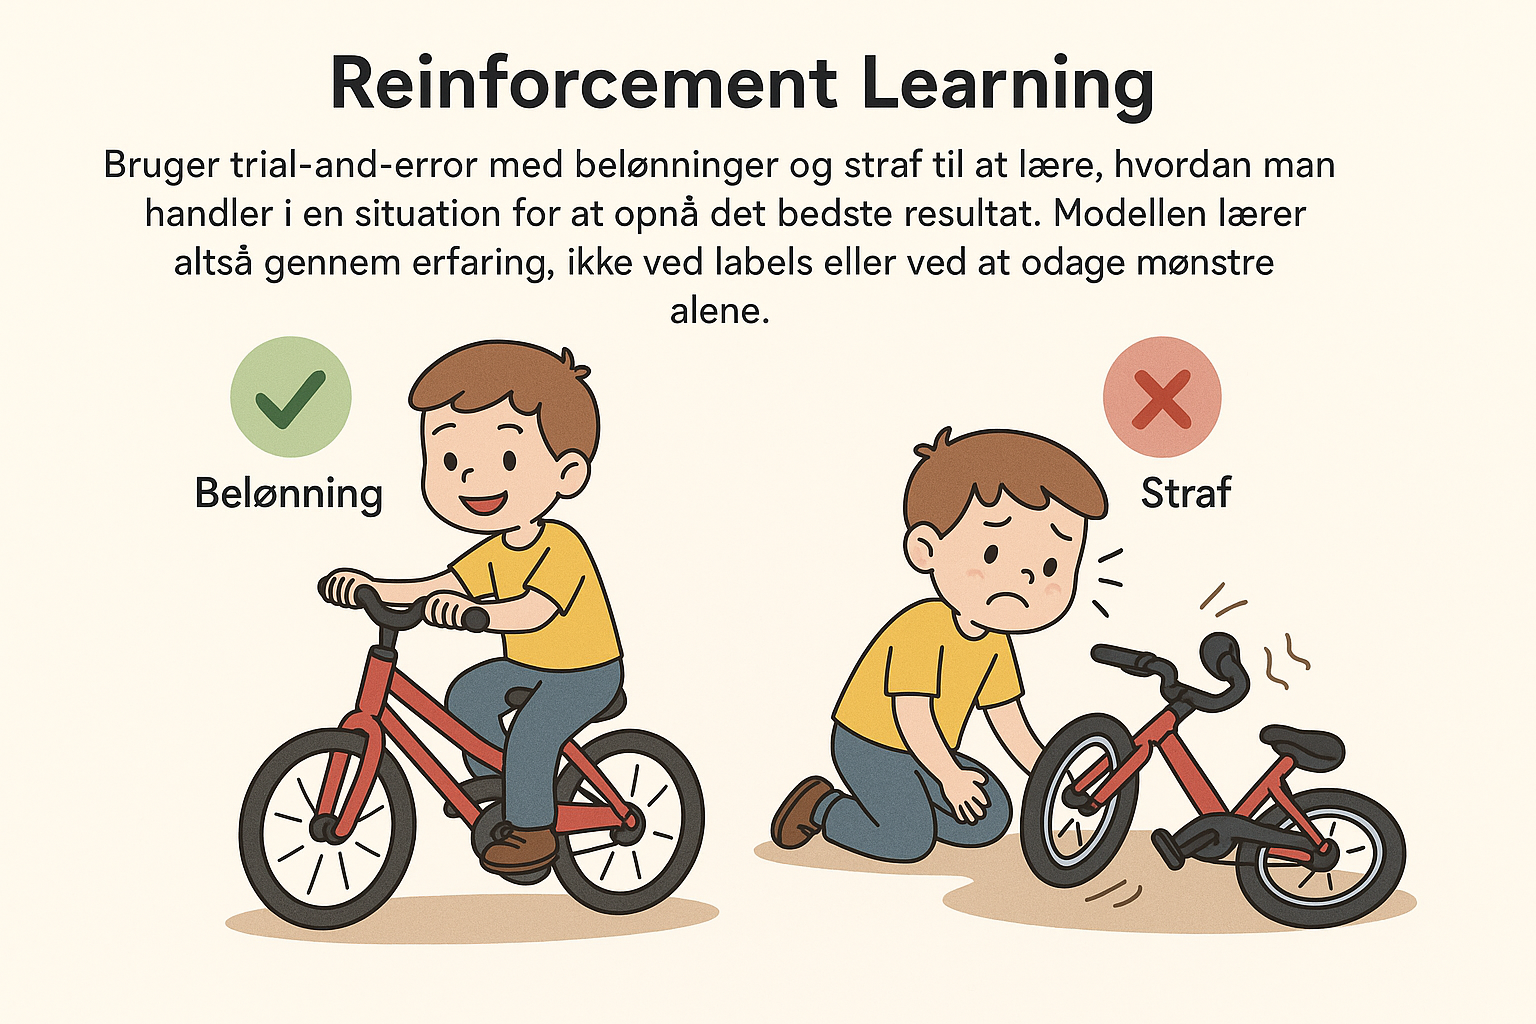 Reinforcement Learning
Bruger trial-and-error med belønninger og straf til at lære, hvordan man
handler i en situation for at opnå det bedste resultat. Modellen lærer
altså gennem erfaring, ikke ved labels eller ved at odage mønstre
alene.
Belønning
Straf